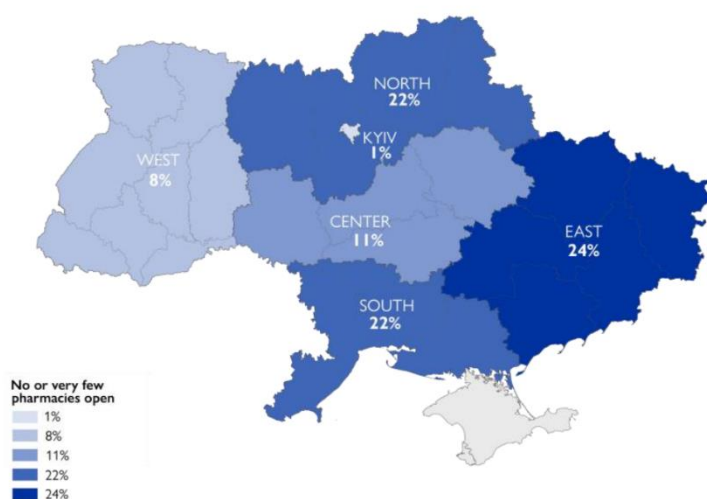 NORTH
22%
KYIV
1%
WEST
8%
CENTER
11%
EAST
24%
SOUTH
22%
No or very few
pharmacies open
1%
8%
11%
22%
24%